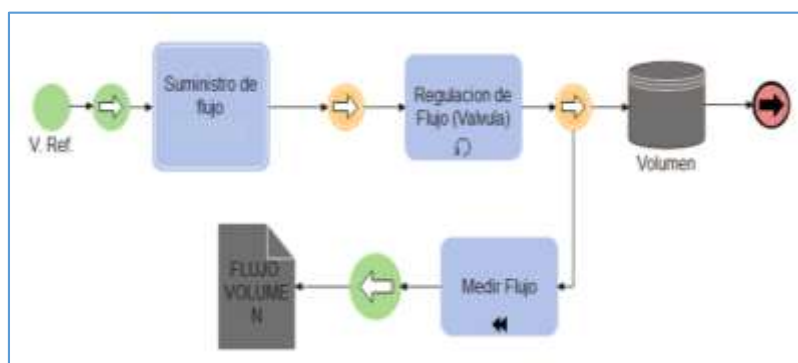 Suministro de
flujo
Regulacion de
Flujo (Valvula)
V. Ref.
Volumen
FLUJO
VOLUME
N
Medir Flujo